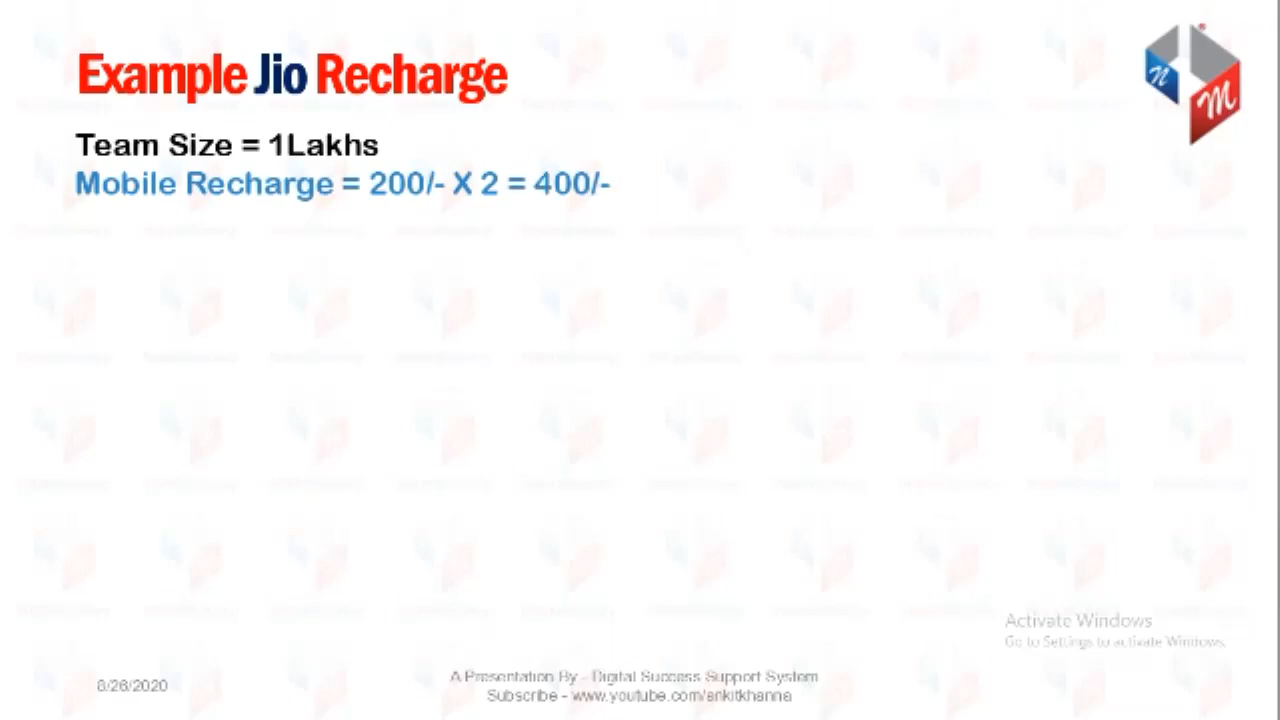 Example Jio Recharge
Team Size = 1Lakhs
Mobile Recharge = 200/- X 2 = 400/-
n
m
Activate Windows
Go to Settings to activate Windows.
8/26/2020
A Presentation By - Digital Success Support System
Subscribe - www.youtube.com/ankitkhanna